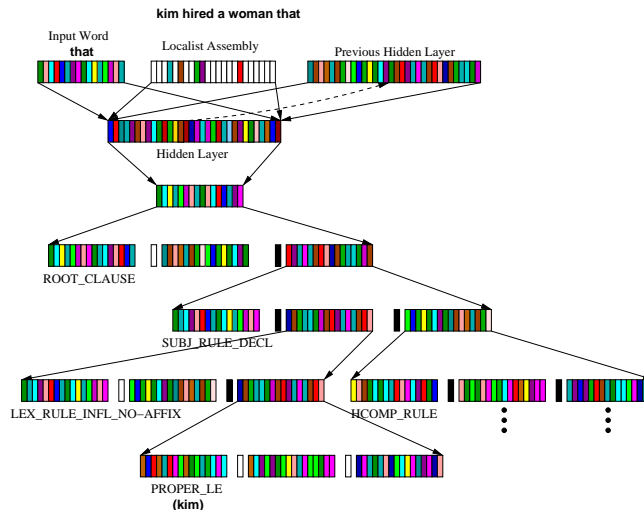 kim hired a woman that
Input Word
that
Localist Assembly
Previous Hidden Layer
Hidden Layer
ROOT_CLAUSE
SUBJ_RULE_DECL
LEX_RULE_INFL_NO−AFFIX
HCOMP_RULE
PROPER_LE
(kim)